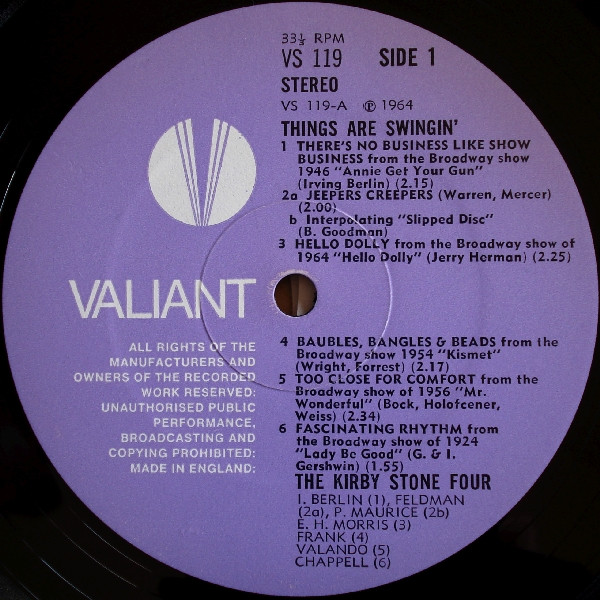 33⅓ RPM
VS 119 SIDE 1
STEREO
VS 119-A Ⓟ 1964
THINGS ARE SWINGIN'
1 THERE'S NO BUSINESS LIKE SHOW
BUSINESS from the Broadway show
1946 "Annie Get Your Gun"
(Irving Berlin) (2.15)
2a JEEPERS CREEPERS (Warren, Mercer)
(2.00)
b Interpolating "Slipped Disc"
(B. Goodman)
3 HELLO DOLLY from the Broadway show of
1964 "Hello Dolly" (Jerry Herman) (2.25)
VALIANT
ALL RIGHTS OF THE
MANUFACTURERS AND
OWNERS OF THE RECORDED
WORK RESERVED:
UNAUTHORISED PUBLIC
PERFORMANCE,
BROADCASTING AND
COPYING PROHIBITED:
MADE IN ENGLAND:
4 BAUBLES, BANGLES & BEADS from the
Broadway show 1954 "Kismet"
(Wright, Forrest) (2.17)
5 TOO CLOSE FOR COMFORT from the
Broadway show of 1956 "Mr.
Wonderful" (Bock, Holofcener,
Weiss) (2.34)
6 FASCINATING RHYTHM from
the Broadway show of 1924
"Lady Be Good" (G. & I.
Gershwin) (1.55)
THE KIRBY STONE FOUR
I. BERLIN (1), FELDMAN
(2a), P. MAURICE (2b)
E. H. MORRIS (3)
FRANK (4)
VALANDO (5)
CHAPPELL (6)